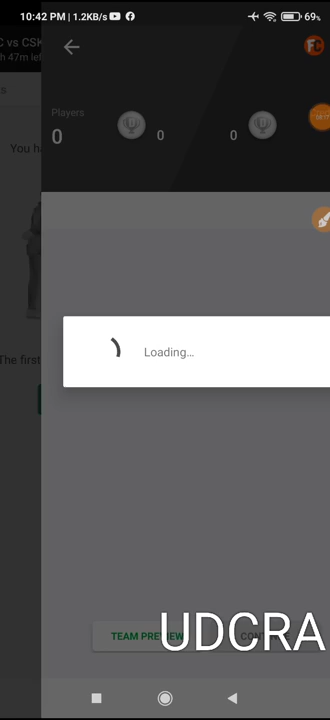 10:42 PM | 1.2KB/s
69%
C vs CSK
h 47m left
s
Players
0
0
0
You ha
Loading...
The first
TEAM PREVIEW
UDCRA